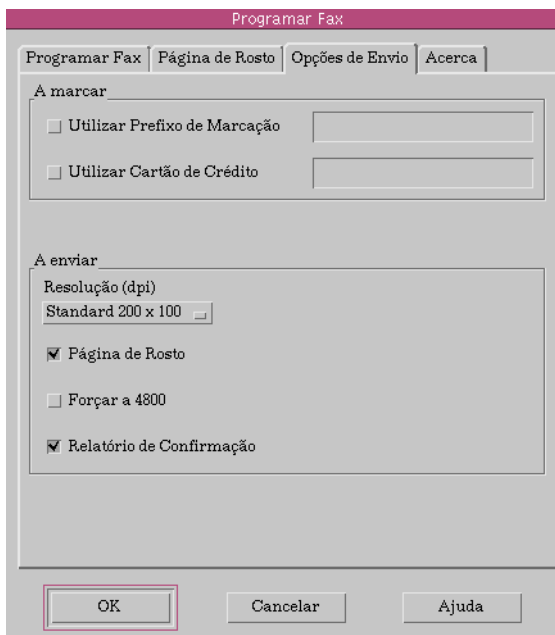 Programar Fax
Programar Fax Página de Rosto Opções de Envio Acerca
A marcar
Utilizar Prefixo de Marcação
Utilizar Cartão de Crédito
A enviar
Resolução (dpi)
Standard 200 x 100
Página de Rosto
Forçar a 4800
Relatório de Confirmação
OK Cancelar Ajuda